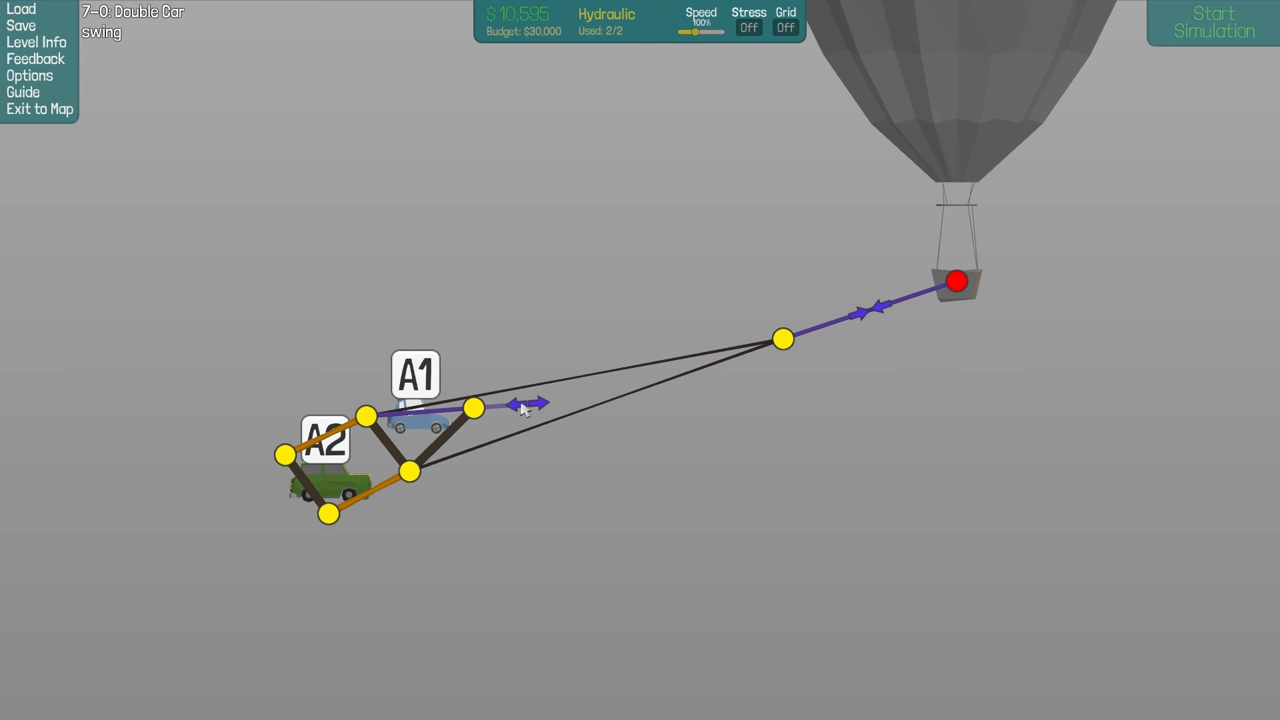 Load
Save
Level Info
Feedback
Options
Guide
Exit to Map
7-0: Double Car
swing
$ 10,595
Budget: $30,000
Hydraulic
Used: 2/2
Speed
100%
Stress
Off
Grid
Off
Start
Simulation
A1
A2